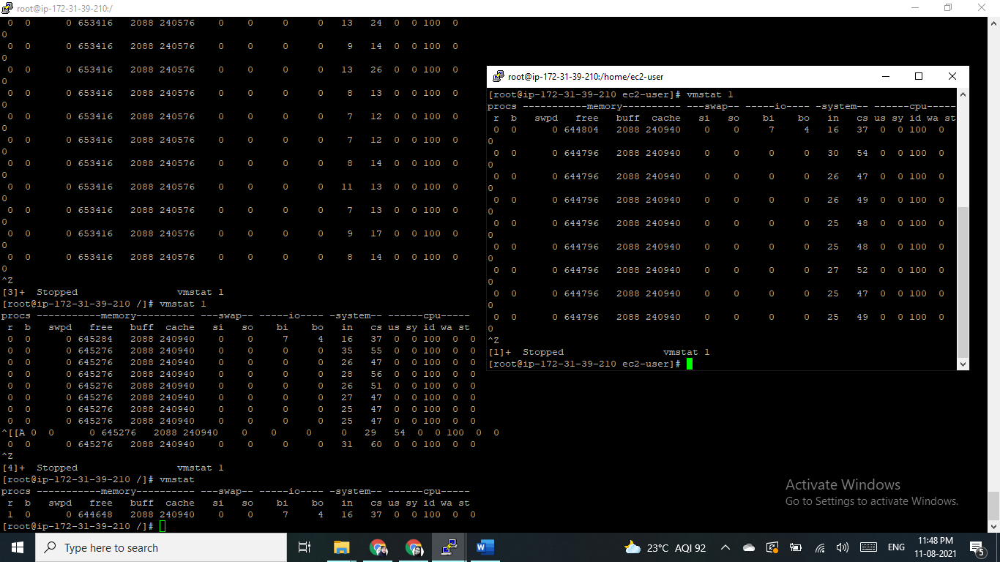 root@ip-172-31-39-210:/
0 0 0 653416 2088 240576 0 0 0 0 13 24 0 0 100 0
0
0 0 0 653416 2088 240576 0 0 0 0 9 14 0 0 100 0
0
0 0 0 653416 2088 240576 0 0 0 0 13 26 0 0 100 0
0
0 0 0 653416 2088 240576 0 0 0 0 8 13 0 0 100 0
0
0 0 0 653416 2088 240576 0 0 0 0 7 12 0 0 100 0
0
0 0 0 653416 2088 240576 0 0 0 0 7 12 0 0 100 0
0
0 0 0 653416 2088 240576 0 0 0 0 8 14 0 0 100 0
0
0 0 0 653416 2088 240576 0 0 0 0 11 13 0 0 100 0
0
0 0 0 653416 2088 240576 0 0 0 0 7 13 0 0 100 0
0
0 0 0 653416 2088 240576 0 0 0 0 9 17 0 0 100 0
0
0 0 0 653416 2088 240576 0 0 0 0 8 14 0 0 100 0
0
^Z
[3]+ Stopped vmstat 1
[root@ip-172-31-39-210 /]# vmstat 1
procs -----------memory---------- ---swap-- -----io---- -system-- ------cpu-----
r b swpd free buff cache si so bi bo in cs us sy id wa st
0 0 0 645284 2088 240940 0 0 7 4 16 37 0 0 100 0 0
0 0 0 645276 2088 240940 0 0 0 0 35 55 0 0 100 0 0
0 0 0 645276 2088 240940 0 0 0 0 26 47 0 0 100 0 0
0 0 0 645276 2088 240940 0 0 0 0 28 56 0 0 100 0 0
0 0 0 645276 2088 240940 0 0 0 0 26 51 0 0 100 0 0
0 0 0 645276 2088 240940 0 0 0 0 27 47 0 0 100 0 0
0 0 0 645276 2088 240940 0 0 0 0 25 47 0 0 100 0 0
0 0 0 645276 2088 240940 0 0 0 0 25 47 0 0 100 0 0
^[[A 0 0 0 645276 2088 240940 0 0 0 0 29 54 0 0 100 0 0
0 0 0 645276 2088 240940 0 0 0 0 31 60 0 0 100 0 0
^Z
[4]+ Stopped vmstat 1
[root@ip-172-31-39-210 /]# vmstat
procs -----------memory---------- ---swap-- -----io---- -system-- ------cpu-----
r b swpd free buff cache si so bi bo in cs us sy id wa st
1 0 0 644648 2088 240940 0 0 7 4 16 37 0 0 100 0 0
[root@ip-172-31-39-210 /]#
root@ip-172-31-39-210:/home/ec2-user
[root@ip-172-31-39-210 ec2-user]# vmstat 1
procs -----------memory---------- ---swap-- -----io---- -system-- ------cpu-----
r b swpd free buff cache si so bi bo in cs us sy id wa st
0 0 0 644804 2088 240940 0 0 7 4 16 37 0 0 100 0
0
0 0 0 644796 2088 240940 0 0 0 0 30 54 0 0 100 0
0
0 0 0 644796 2088 240940 0 0 0 0 26 47 0 0 100 0
0
0 0 0 644796 2088 240940 0 0 0 0 26 49 0 0 100 0
0
0 0 0 644796 2088 240940 0 0 0 0 25 48 0 0 100 0
0
0 0 0 644796 2088 240940 0 0 0 0 25 48 0 0 100 0
0
0 0 0 644796 2088 240940 0 0 0 0 27 52 0 0 100 0
0
0 0 0 644796 2088 240940 0 0 0 0 25 47 0 0 100 0
0
0 0 0 644796 2088 240940 0 0 0 0 25 49 0 0 100 0
0
^Z
[1]+ Stopped vmstat 1
[root@ip-172-31-39-210 ec2-user]#
Activate Windows
Go to Settings to activate Windows.
Type here to search
23°C AQI 92
ENG
11:48 PM
11-08-2021
5